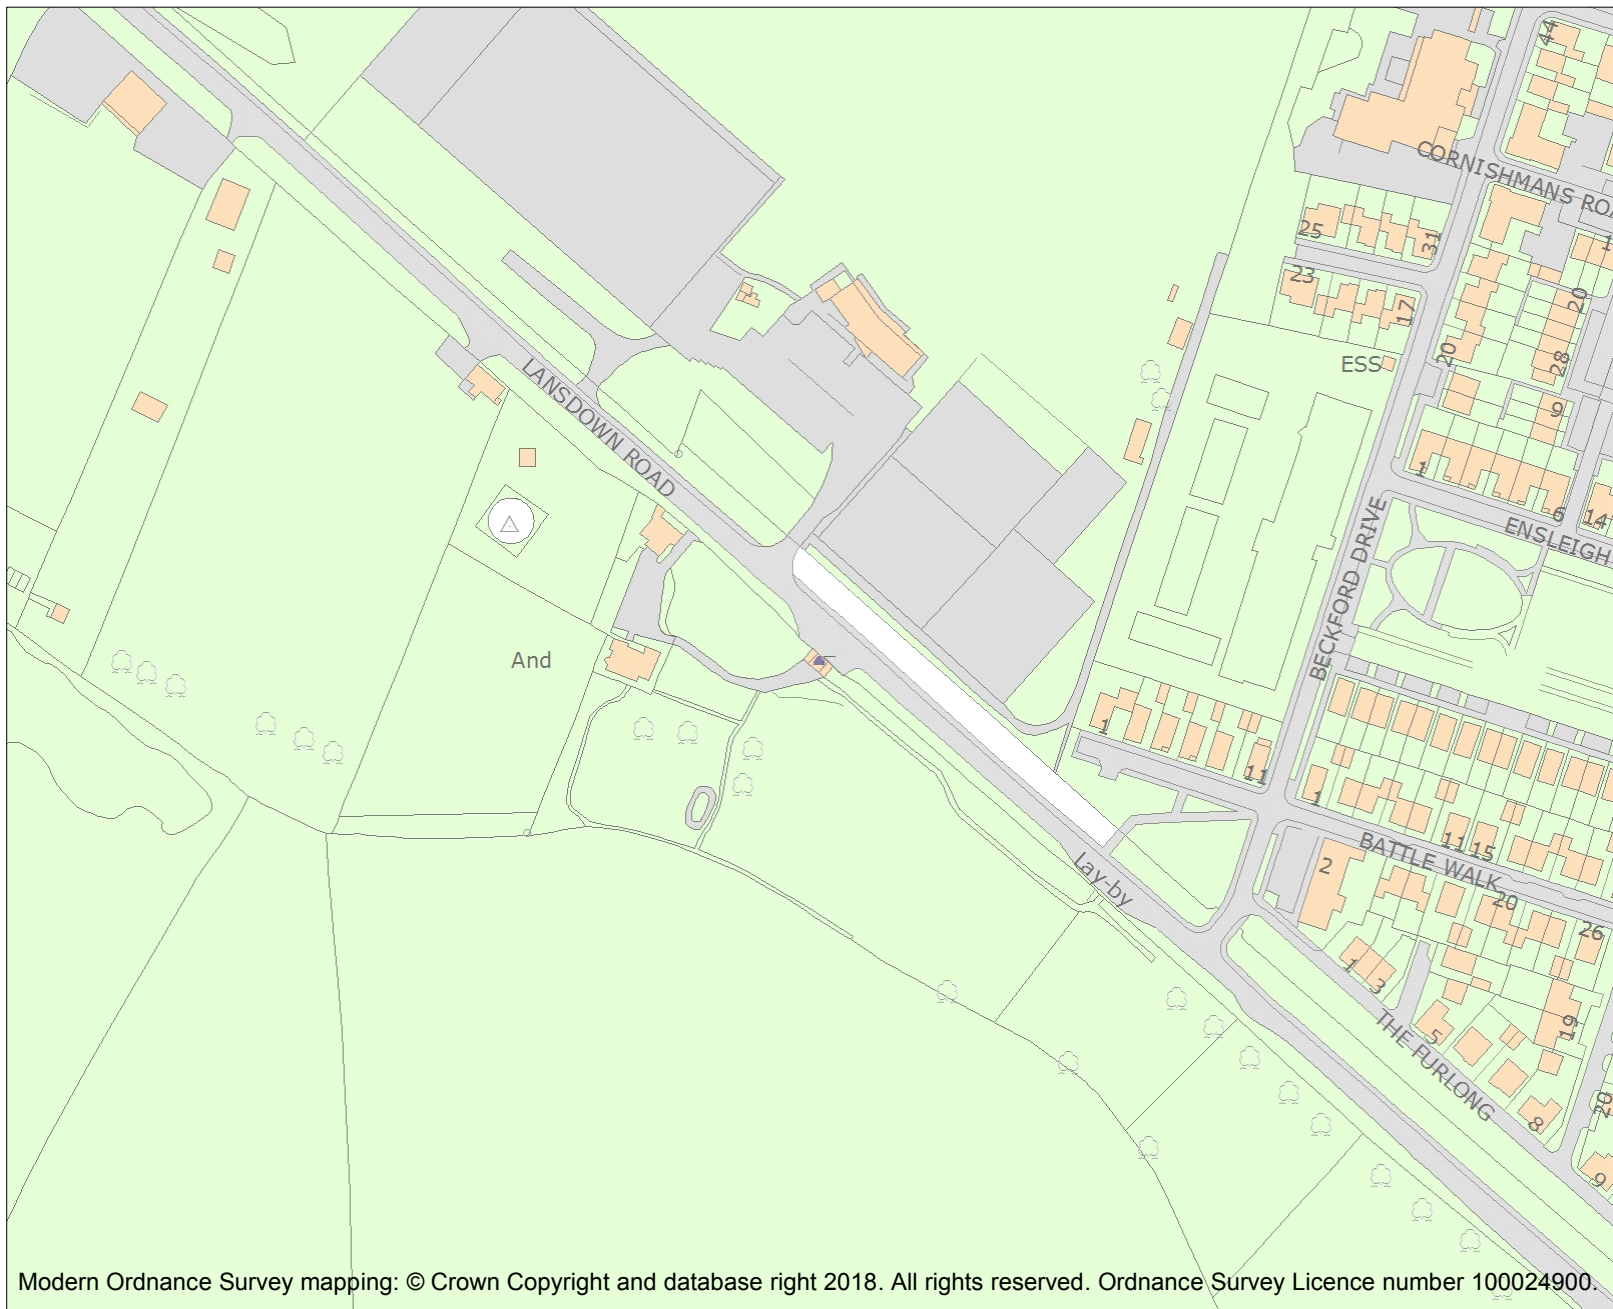 44
CORNISHMANS ROA
25
31
1
23
17
20
20
ESS
28
9
LANSDOWN ROAD
1
6
14
ENSLEIGH
BECKFORD DRIVE
And
1
11
1
11
15
BATTLE WALK
Lay-by
2
20
26
1
3
5
19
THE FURLONG
20
8
9
Modern Ordnance Survey mapping: © Crown Copyright and database right 2018. All rights reserved. Ordnance Survey Licence number 100024900.